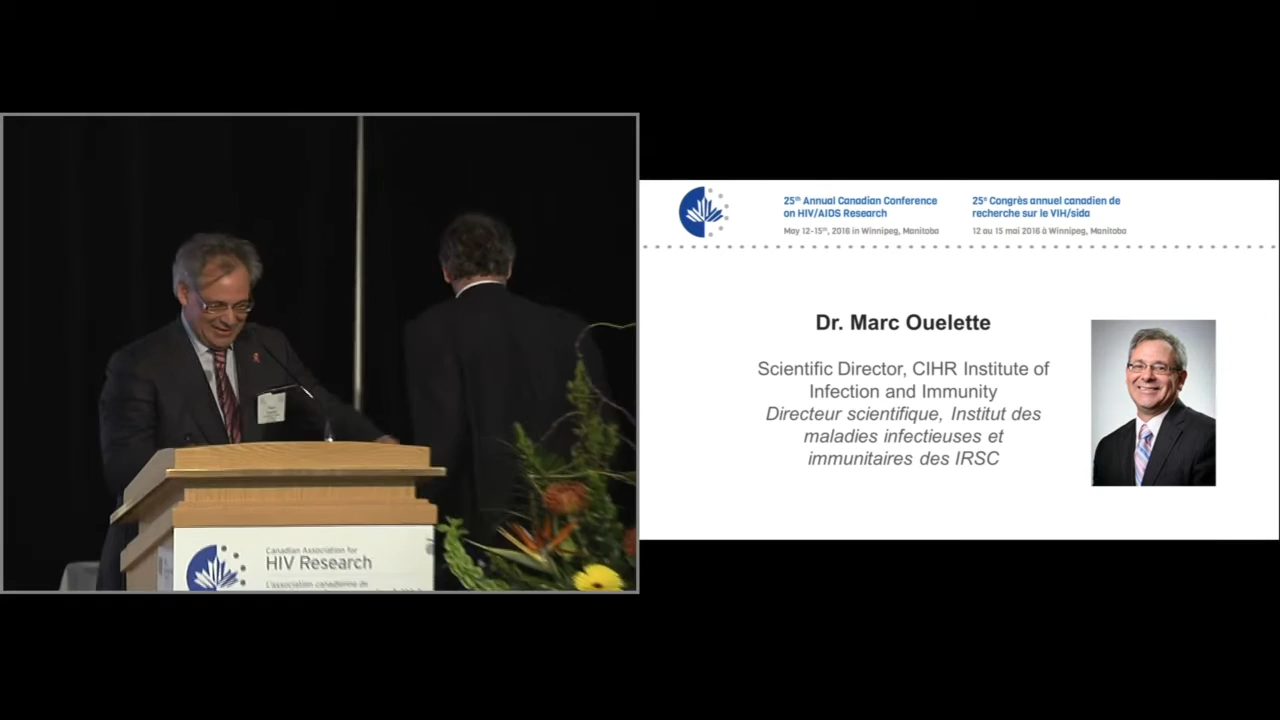 25th Annual Canadian Conference
on HIV/AIDS Research
May 12-15th, 2016 in Winnipeg, Manitoba
25e Congrès annuel canadien de
recherche sur le VIH/sida
12 au 15 mai 2016 à Winnipeg, Manitoba
Dr. Marc Ouelette
Scientific Director, CIHR Institute of
Infection and Immunity
Directeur scientifique, Institut des
maladies infectieuses et
immunitaires des IRSC
Canadian Association for
HIV Research
L'association canadienne de